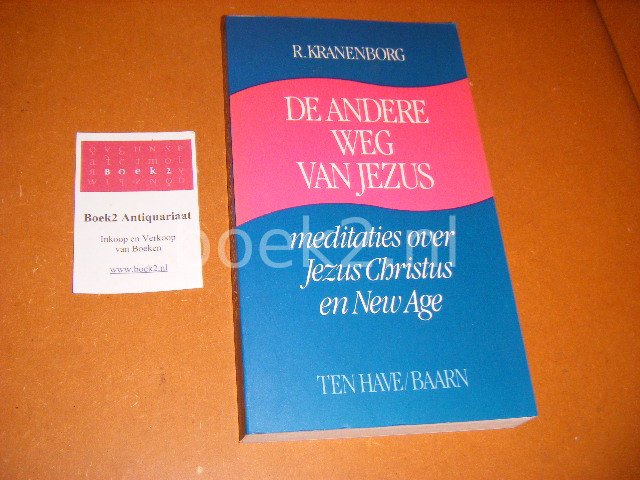 R. KRANENBORG
DE ANDERE
WEG
VAN JEZUS
meditaties over
Jezus Christus
en New Age
TEN HAVE/BAARN
Boek2
Boek2 Antiquariaat
Inkoop en Verkoop
van Boeken
www.boek2.nl
boek2.nl